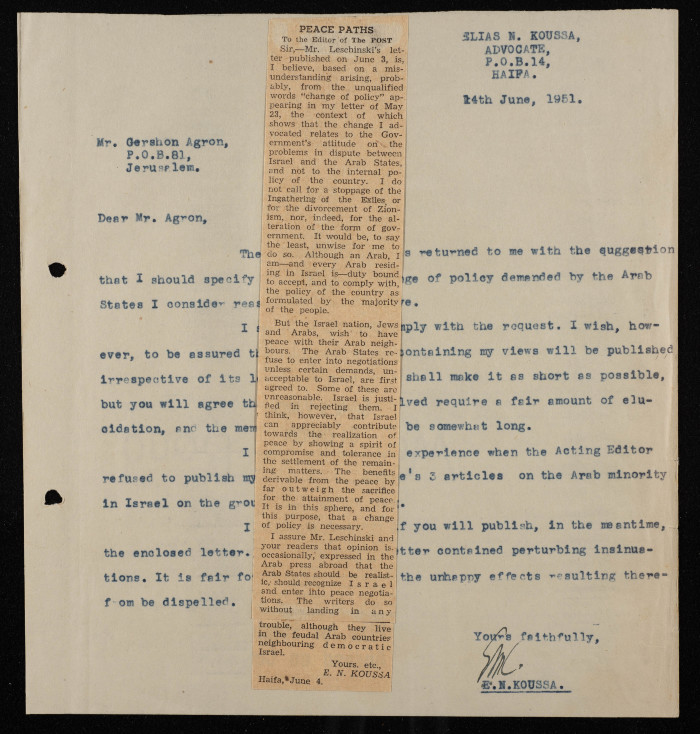 ELIAS N. KOUSSA,
ADVOCATE,
P.O.B.14,
HAIFA.
14th June, 1951.
Mr. Gershon Agron,
P.O.B.81,
Jerusalem.
Dear Mr. Agron,
The s returned to me with the suggestion
that I should specify ge of policy demanded by the Arab
States I consider reas e.
I mply with the request. I wish, how-
ever, to be assured th containing my views will be published
irrespective of its l shall make it as short as possible,
but you will agree th lved require a fair amount of elu-
cidation, and the mem be somewhat long.
I experience when the Acting Editor
refused to publish my e's 3 articles on the Arab minority
in Israel on the grou .
I f you will publish, in the meantime,
the enclosed letter. tter contained perturbing insinua-
tions. It is fair fo the unhappy effects resulting there-
from be dispelled.
Yours faithfully,
E.N.KOUSSA.
PEACE PATHS
To the Editor of The POST
Sir,—Mr. Leschinski's let-
ter published on June 3, is,
I believe, based on a mis-
understanding arising, prob-
ably, from the unqualified
words "change of policy" ap-
pearing in my letter of May
23, the context of which
shows that the change I ad-
vocated relates to the Gov-
ernment's attitude on the
problems in dispute between
Israel and the Arab States,
and not to the internal po-
licy of the country. I do
not call for a stoppage of the
Ingathering of the Exiles or
for the divorcement of Zion-
ism, nor, indeed, for the al-
teration of the form of gov-
ernment. It would be, to say
the least, unwise for me to
do so. Although an Arab, I
am—and every Arab resid-
ing in Israel is—duty bound
to accept, and to comply with,
the policy of the country as
formulated by the majority
of the people.
But the Israel nation, Jews
and Arabs, wish to have
peace with their Arab neigh-
bours. The Arab States re-
fuse to enter into negotiations
unless certain demands, un-
acceptable to Israel, are first
agreed to. Some of these are
unreasonable. Israel is justi-
fied in rejecting them. I
think, however, that Israel
can appreciably contribute
towards the realization of
peace by showing a spirit of
compromise and tolerance in
the settlement of the remain-
ing matters. The benefits
derivable from the peace by
far outweigh the sacrifice
for the attainment of peace.
It is in this sphere, and for
this purpose, that a change
of policy is necessary.
I assure Mr. Leschinski and
your readers that opinion is,
occasionally, expressed in the
Arab press abroad that the
Arab States should be realist-
ic, should recognize Israel
and enter into peace negotia-
tions. The writers do so
without landing in any
trouble, although they live
in the feudal Arab countries
neighbouring democratic
Israel.
Yours, etc.,
E. N. KOUSSA
Haifa, June 4.